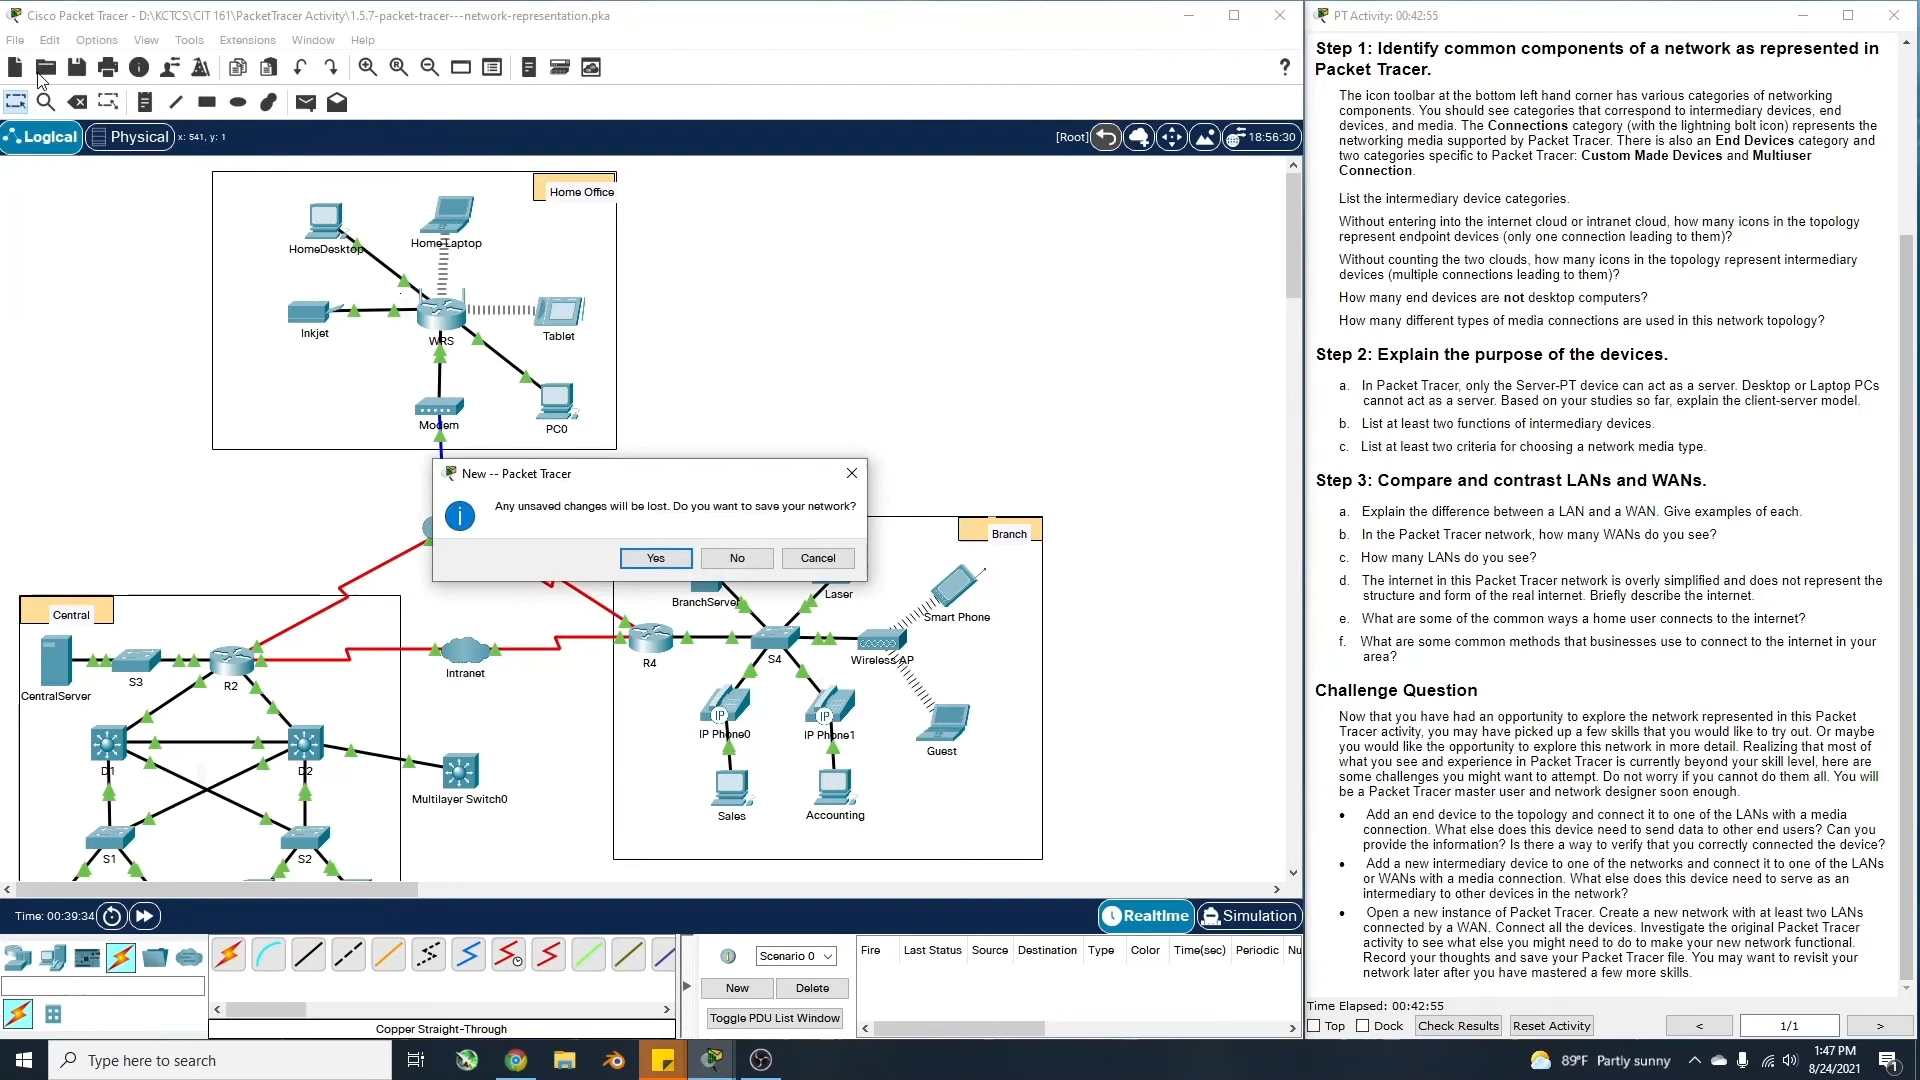 Cisco Packet Tracer - D:\KCTCS\CIT 161\PacketTracer Activity\1.5.7-packet-tracer---network-representation.pka
File Edit Options View Tools Extensions Window Help
Logical Physical x: 541, y: 1
[Root] 18:56:30
Home Office
HomeDesktop
Home Laptop
Inkjet
WRS
Tablet
Modem
PC0
New -- Packet Tracer
Any unsaved changes will be lost. Do you want to save your network?
Yes No Cancel
Branch
BranchServer
Laser
Smart Phone
R4
S4
Wireless AP
IP
IP Phone0
IP
IP Phone1
Guest
Sales
Accounting
Intranet
Central
CentralServer
S3
R2
D1
D2
Multilayer Switch0
S1
S2
Time: 00:39:34
Realtime Simulation
Scenario 0
New Delete
Toggle PDU List Window
Fire Last Status Source Destination Type Color Time(sec) Periodic Nu
Copper Straight-Through
PT Activity: 00:42:55
Step 1: Identify common components of a network as represented in
Packet Tracer.
The icon toolbar at the bottom left hand corner has various categories of networking
components. You should see categories that correspond to intermediary devices, end
devices, and media. The Connections category (with the lightning bolt icon) represents the
networking media supported by Packet Tracer. There is also an End Devices category and
two categories specific to Packet Tracer: Custom Made Devices and Multiuser
Connection.
List the intermediary device categories.
Without entering into the internet cloud or intranet cloud, how many icons in the topology
represent endpoint devices (only one connection leading to them)?
Without counting the two clouds, how many icons in the topology represent intermediary
devices (multiple connections leading to them)?
How many end devices are not desktop computers?
How many different types of media connections are used in this network topology?
Step 2: Explain the purpose of the devices.
a. In Packet Tracer, only the Server-PT device can act as a server. Desktop or Laptop PCs
cannot act as a server. Based on your studies so far, explain the client-server model.
b. List at least two functions of intermediary devices.
c. List at least two criteria for choosing a network media type.
Step 3: Compare and contrast LANs and WANs.
a. Explain the difference between a LAN and a WAN. Give examples of each.
b. In the Packet Tracer network, how many WANs do you see?
c. How many LANs do you see?
d. The internet in this Packet Tracer network is overly simplified and does not represent the
structure and form of the real internet. Briefly describe the internet.
e. What are some of the common ways a home user connects to the internet?
f. What are some common methods that businesses use to connect to the internet in your
area?
Challenge Question
Now that you have had an opportunity to explore the network represented in this Packet
Tracer activity, you may have picked up a few skills that you would like to try out. Or maybe
you would like the opportunity to explore this network in more detail. Realizing that most of
what you see and experience in Packet Tracer is currently beyond your skill level, here are
some challenges you might want to attempt. Do not worry if you cannot do them all. You will
be a Packet Tracer master user and network designer soon enough.
• Add an end device to the topology and connect it to one of the LANs with a media
connection. What else does this device need to send data to other end users? Can you
provide the information? Is there a way to verify that you correctly connected the device?
• Add a new intermediary device to one of the networks and connect it to one of the LANs
or WANs with a media connection. What else does this device need to serve as an
intermediary to other devices in the network?
• Open a new instance of Packet Tracer. Create a new network with at least two LANs
connected by a WAN. Connect all the devices. Investigate the original Packet Tracer
activity to see what else you might need to do to make your new network functional.
Record your thoughts and save your Packet Tracer file. You may want to revisit your
network later after you have mastered a few more skills.
Time Elapsed: 00:42:55
Top Dock Check Results Reset Activity < 1/1 >
Type here to search
89°F Partly sunny
1:47 PM
8/24/2021
1